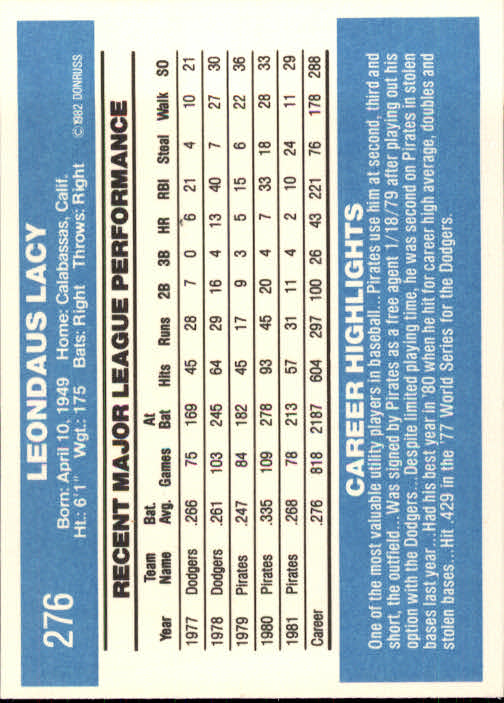 276
LEONDAUS LACY
Born: April 10, 1949 Home: Calabassas, Calif.
Ht.: 6'1" Wgt.: 175 Bats: Right Throws: Right
©1982 DONRUSS
RECENT MAJOR LEAGUE PERFORMANCE
Year Team Name Bat. Avg. Games At Bat Hits Runs 2B 3B HR RBI Steal Walk SO
1977 Dodgers .266 75 169 45 28 7 0 6 21 4 10 21
1978 Dodgers .261 103 245 64 29 16 4 13 40 7 27 30
1979 Pirates .247 84 182 45 17 9 3 5 15 6 22 36
1980 Pirates .335 109 278 93 45 20 4 7 33 18 28 33
1981 Pirates .268 78 213 57 31 11 4 2 10 24 11 29
Career .276 818 2187 604 297 100 26 43 221 76 178 288
CAREER HIGHLIGHTS
One of the most valuable utility players in baseball...Pirates use him at second, third and
short, the outfield...Was signed by Pirates as a free agent 1/18/79 after playing out his
option with the Dodgers...Despite limited playing time, he was second on Pirates in stolen
bases last year...Had his best year in '80 when he hit for career high average, doubles and
stolen bases...Hit .429 in the '77 World Series for the Dodgers.